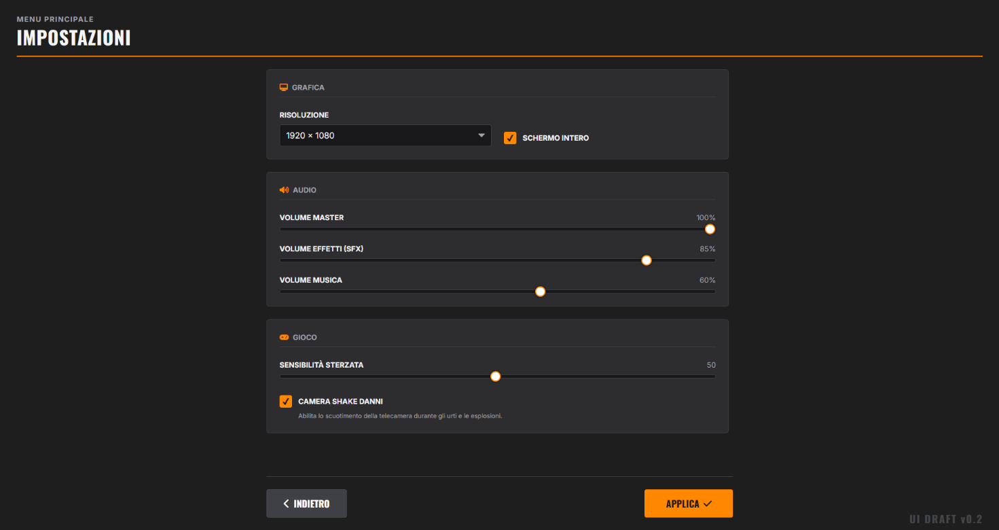 MENU PRINCIPALE
IMPOSTAZIONI
GRAFICA
RISOLUZIONE
1920 × 1080
SCHERMO INTERO
AUDIO
VOLUME MASTER 100%
VOLUME EFFETTI (SFX) 85%
VOLUME MUSICA 60%
GIOCO
SENSIBILITÀ STERZATA 50
CAMERA SHAKE DANNI
Abilita lo scuotimento della telecamera durante gli urti e le esplosioni.
INDIETRO APPLICA
UI DRAFT v0.2